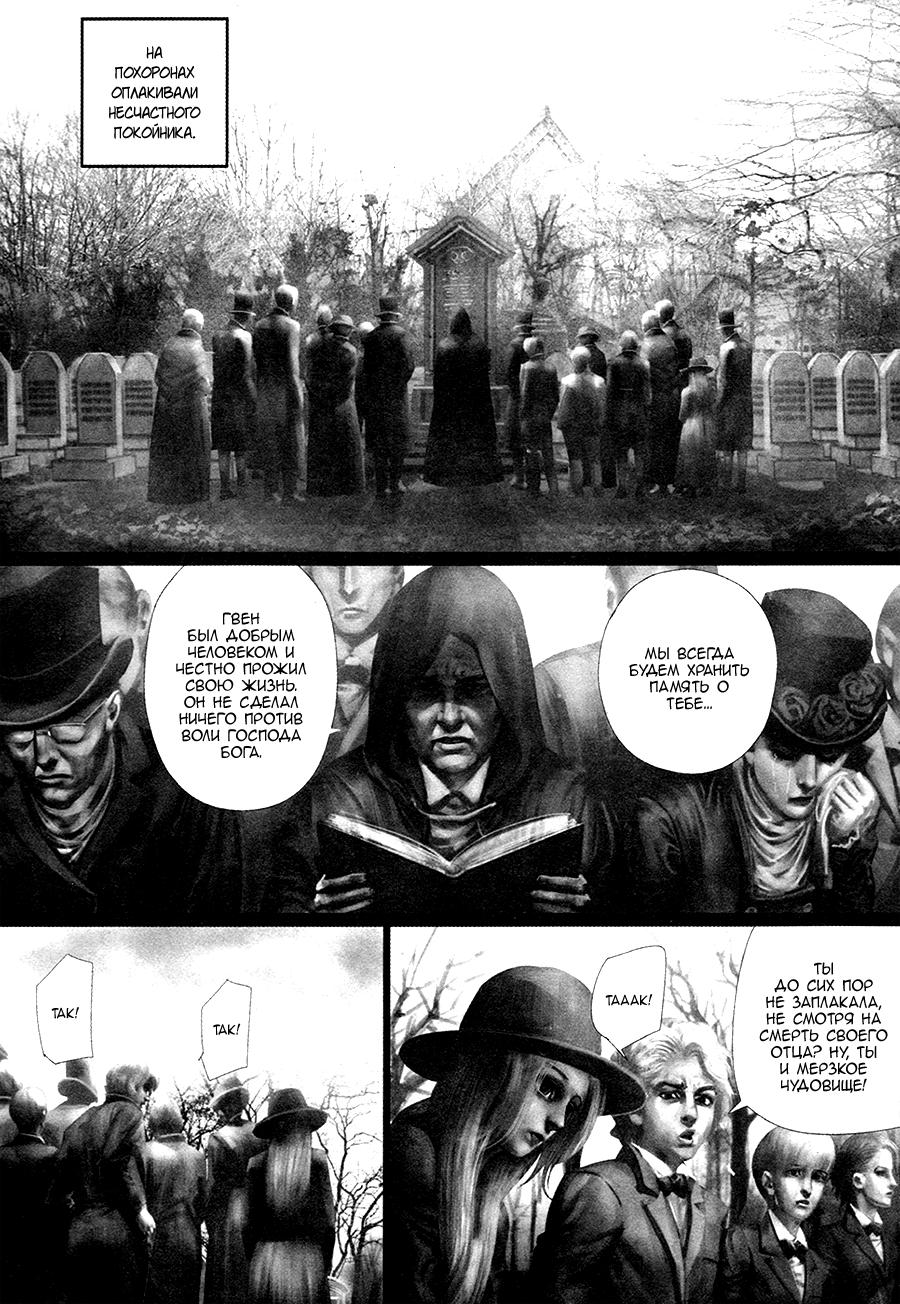 НА
ПОХОРОНАХ
ОПЛАКИВАЛИ
НЕСЧАСТНОГО
ПОКОЙНИКА.
ГВЕН
БЫЛ ДОБРЫМ
ЧЕЛОВЕКОМ И
ЧЕСТНО ПРОЖИЛ
СВОЮ ЖИЗНЬ.
ОН НЕ СДЕЛАЛ
НИЧЕГО ПРОТИВ
ВОЛИ ГОСПОДА
БОГА.
МЫ ВСЕГДА
БУДЕМ ХРАНИТЬ
ПАМЯТЬ О
ТЕБЕ...
ТАК!
ТАК!
ТАААК!
ТЫ
ДО СИХ ПОР
НЕ ЗАПЛАКАЛА,
НЕ СМОТРЯ НА
СМЕРТЬ СВОЕГО
ОТЦА? НУ, ТЫ
И МЕРЗКОЕ
ЧУДОВИЩЕ!